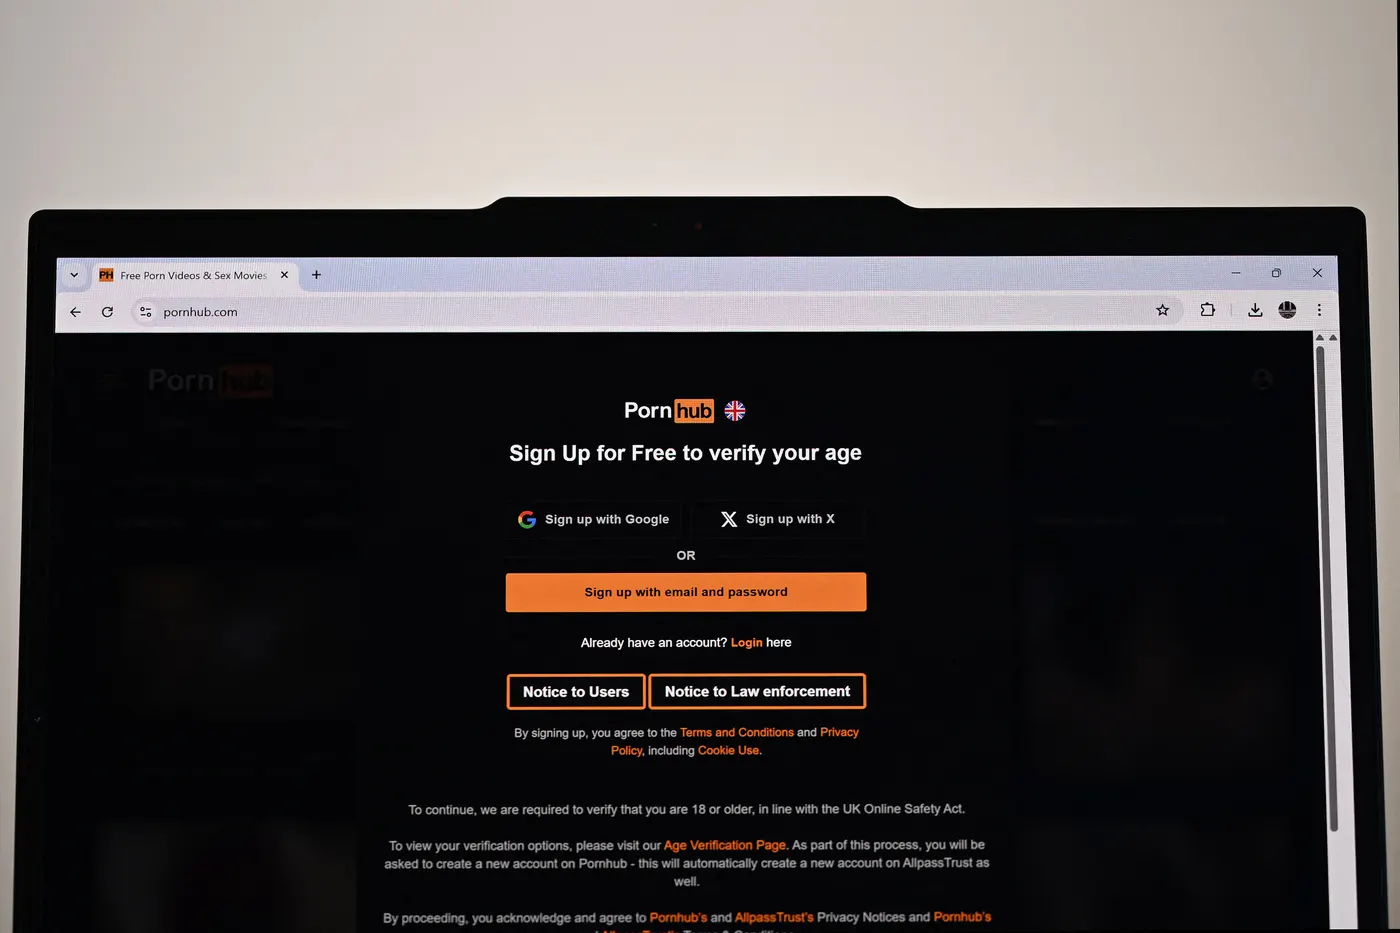 PH Free Porn Videos & Sex Movies
pornhub.com
Porn hub
Porn hub
Sign Up for Free to verify your age
Sign up with Google
X Sign up with X
OR
Sign up with email and password
Already have an account? Login here
Notice to Users
Notice to Law enforcement
By signing up, you agree to the Terms and Conditions and Privacy
Policy, including Cookie Use.
To continue, we are required to verify that you are 18 or older, in line with the UK Online Safety Act.
To view your verification options, please visit our Age Verification Page. As part of this process, you will be
asked to create a new account on Pornhub - this will automatically create a new account on AllpassTrust as
well.
By proceeding, you acknowledge and agree to Pornhub's and AllpassTrust's Privacy Notices and Pornhub's